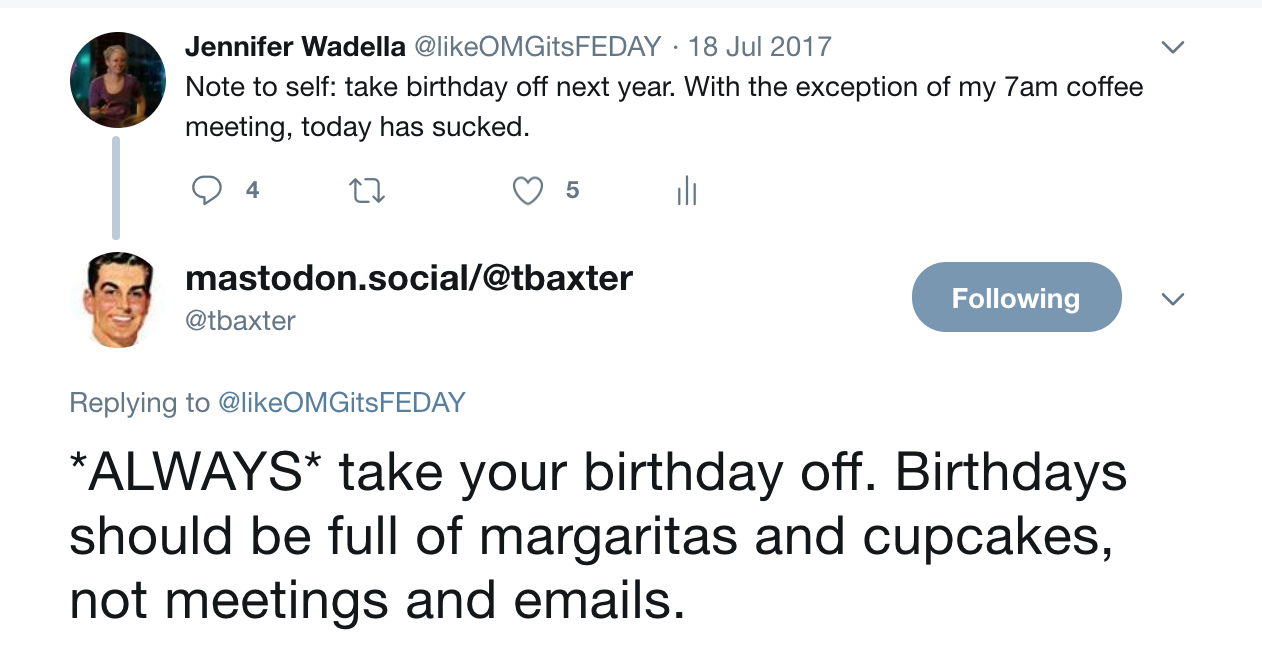 Jennifer Wadella @likeOMGitsFEDAY · 18 Jul 2017
Note to self: take birthday off next year. With the exception of my 7am coffee
meeting, today has sucked.
4 5
mastodon.social/@tbaxter
Following
@tbaxter
Replying to @likeOMGitsFEDAY
*ALWAYS* take your birthday off. Birthdays
should be full of margaritas and cupcakes,
not meetings and emails.